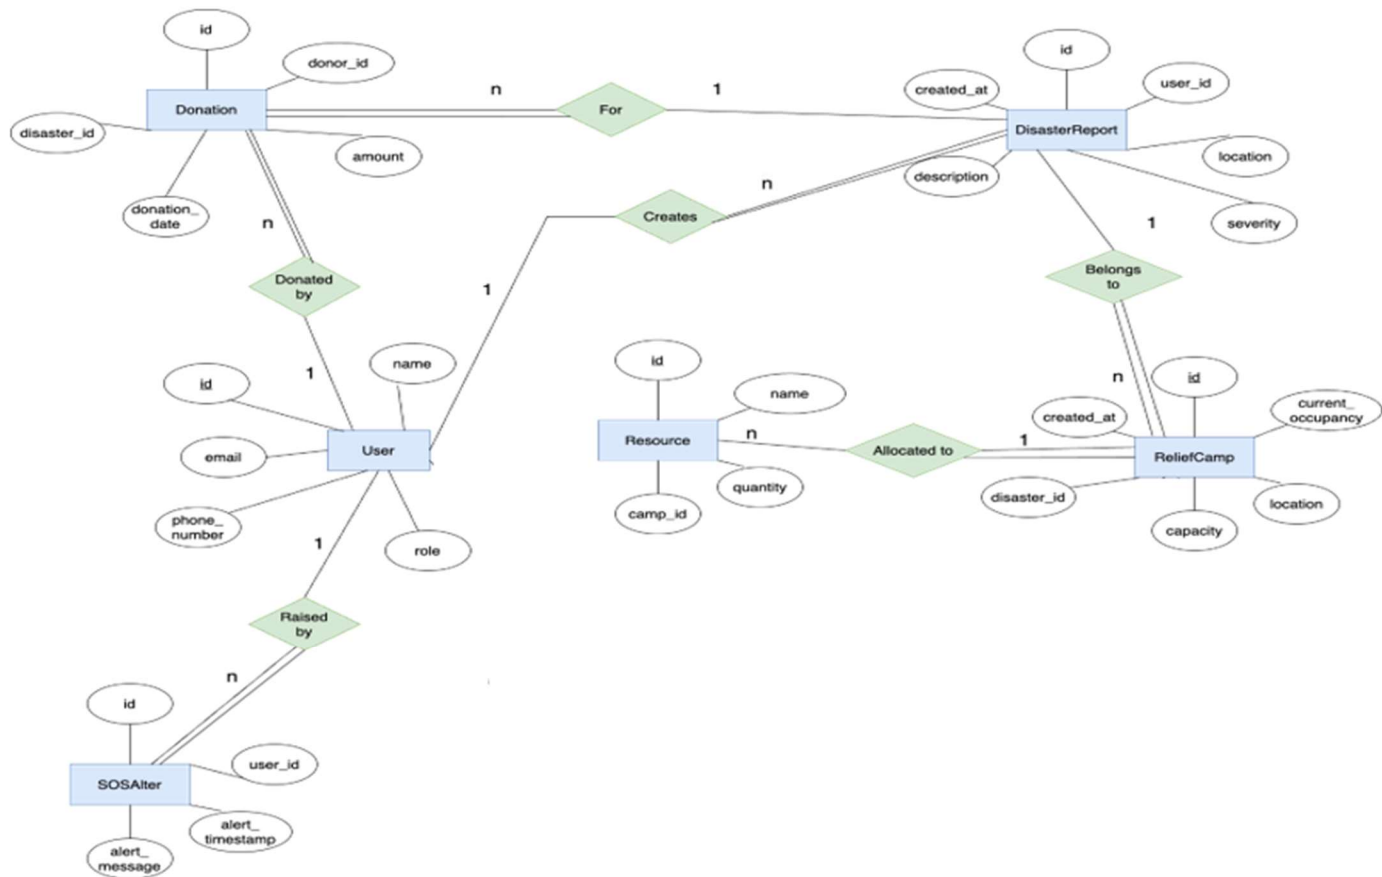 id
donor_id
Donation
disaster_id
amount
donation_
date
n
For
1
id
created_at
user_id
DisasterReport
location
description
severity
n
Creates
1
n
Donated
by
1
1
Belongs
to
n
id
name
email
User
phone_
number
role
id
name
Resource
n
quantity
camp_id
Allocated to
1
id
created_at
current_
occupancy
ReliefCamp
disaster_id
location
capacity
1
Raised
by
n
id
user_id
SOSAlter
alert_
timestamp
alert_
message